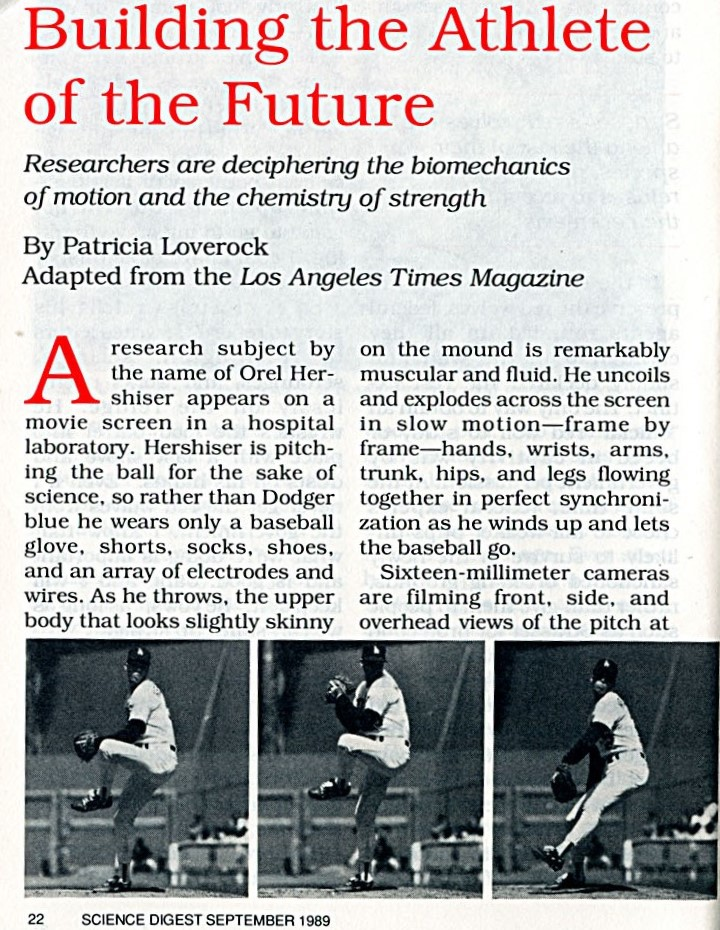 Building the Athlete
of the Future
Researchers are deciphering the biomechanics
of motion and the chemistry of strength
By Patricia Loverock
Adapted from the Los Angeles Times Magazine
A research subject by
the name of Orel Her-
shiser appears on a
movie screen in a hospital
laboratory. Hershiser is pitch-
ing the ball for the sake of
science, so rather than Dodger
blue he wears only a baseball
glove, shorts, socks, shoes,
and an array of electrodes and
wires. As he throws, the upper
body that looks slightly skinny
on the mound is remarkably
muscular and fluid. He uncoils
and explodes across the screen
in slow motion—frame by
frame—hands, wrists, arms,
trunk, hips, and legs flowing
together in perfect synchroni-
zation as he winds up and lets
the baseball go.
Sixteen-millimeter cameras
are filming front, side, and
overhead views of the pitch at
22 SCIENCE DIGEST SEPTEMBER 1989